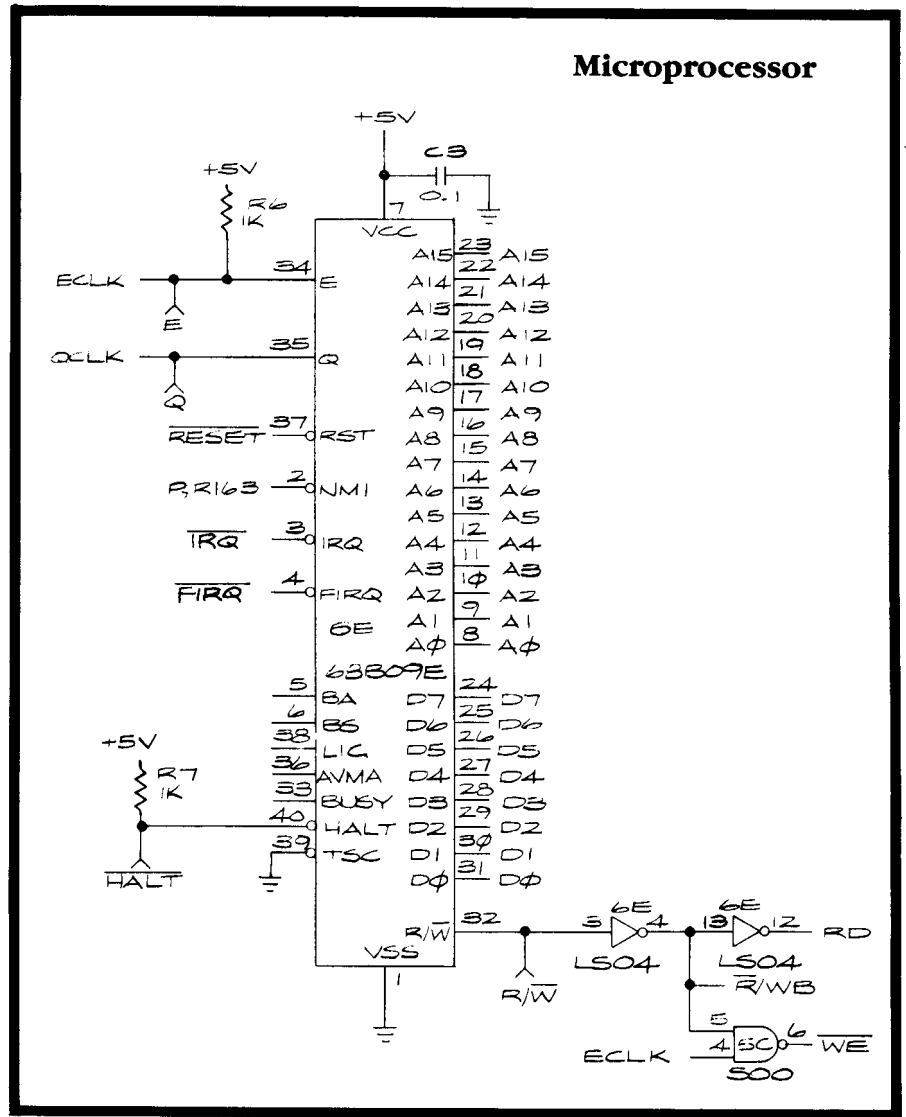 Microprocessor
+5V
C3
0.1
+5V
R6
1K
7
VCC
ECLK
34
E
E
QCLK
35
Q
Q
RESET
37
RST
P,R163
2
NMI
IRQ
3
IRQ
FIRQ
4
FIRQ
6E
63B09E
A15 23 A15
A14 22 A14
A13 21 A13
A12 20 A12
A11 19 A11
A10 18 A10
A9 17 A9
A8 16 A8
A7 15 A7
A6 14 A6
A5 13 A5
A4 12 A4
A3 11 A3
A2 10 A2
A1 9 A1
A0 8 A0
5 BA
6 BS
38 LIC
36 AVMA
33 BUSY
40 HALT
39 TSC
+5V
R7
1K
HALT
D7 24 D7
D6 25 D6
D5 26 D5
D4 27 D4
D3 28 D3
D2 29 D2
D1 30 D1
D0 31 D0
R/W 32
VSS
1
R/W
6E
3 4
LS04
6E
13 12 RD
LS04
R/WB
5
4 5C 6 WE
ECLK
S00